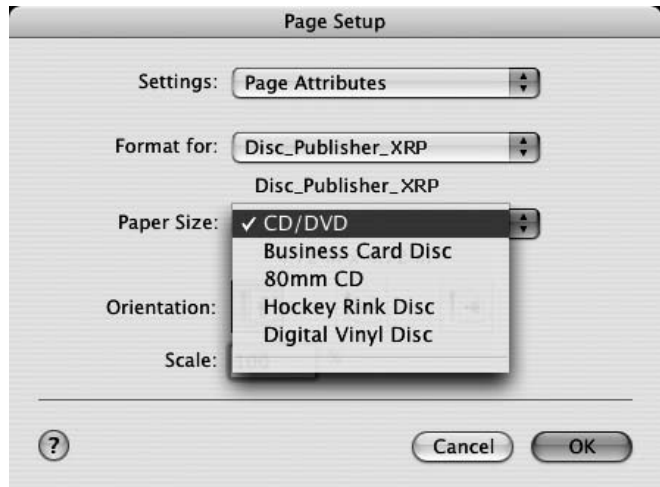 Page Setup
Settings: Page Attributes
Format for: Disc_Publisher_XRP
Disc_Publisher_XRP
Paper Size: ✓ CD/DVD
Business Card Disc
80mm CD
Orientation: Hockey Rink Disc
Digital Vinyl Disc
Scale: 100 %
? Cancel OK